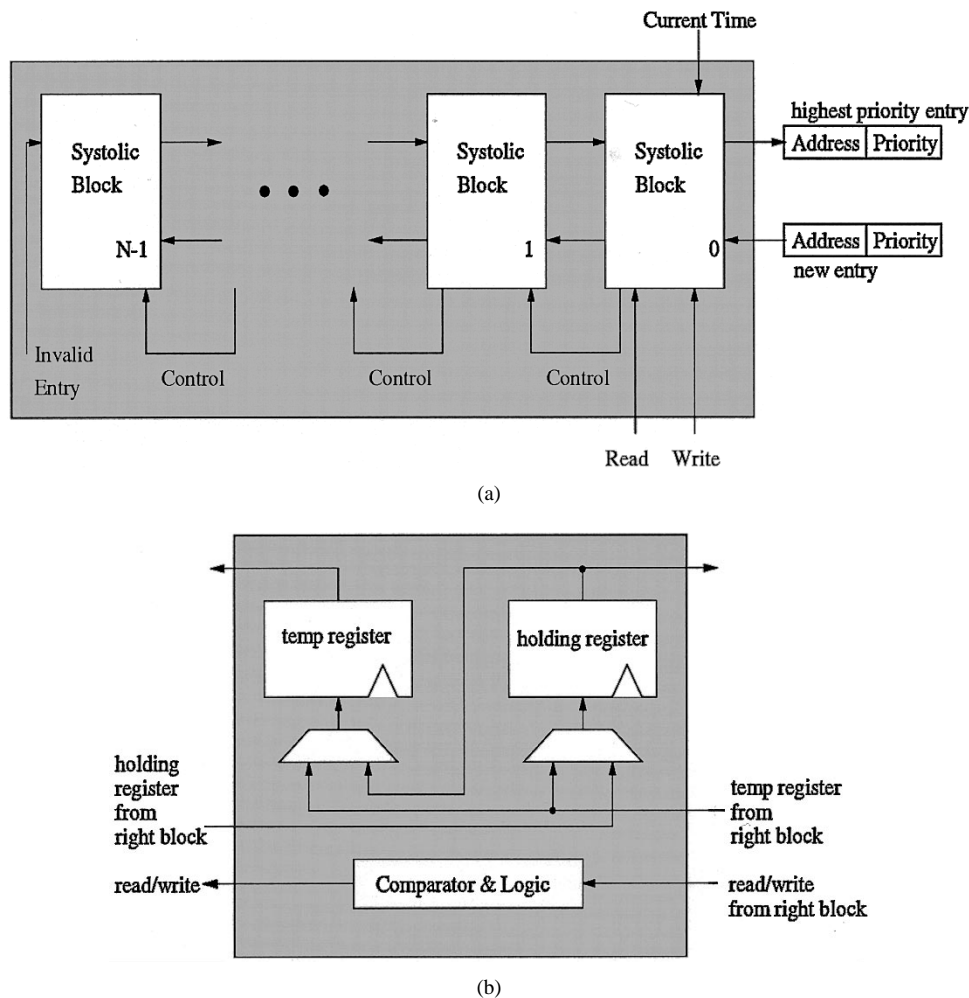 Current Time
highest priority entry
Address Priority
Systolic
Block
N-1
Systolic
Block
1
Systolic
Block
0
Address Priority
new entry
Invalid
Entry
Control
Control
Control
Read
Write
(a)
temp register
holding register
holding
register
from
right block
temp register
from
right block
read/write
Comparator & Logic
read/write
from right block
(b)